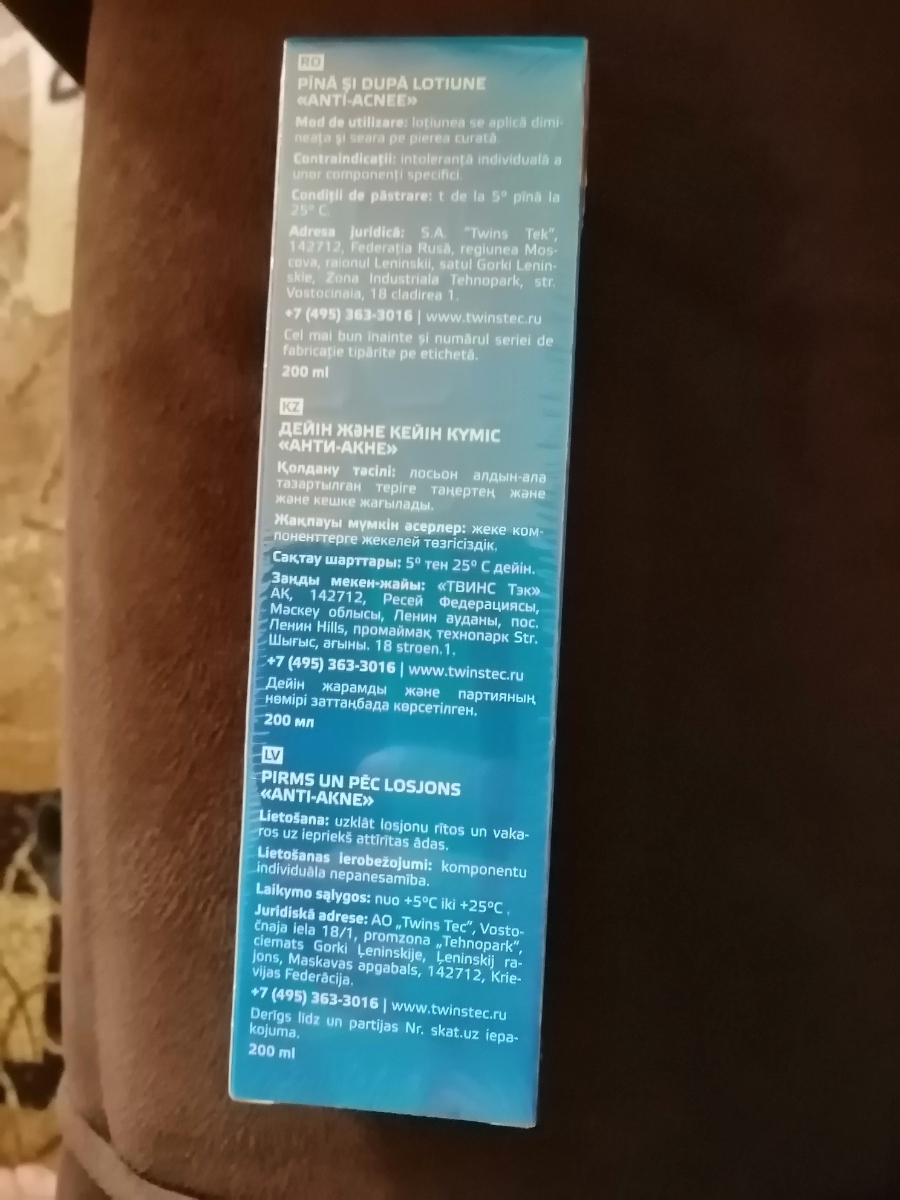 RO
PÎNĂ ŞI DUPĂ LOTIUNE
«ANTI-ACNEE»
Mod de utilizare: loţiunea se aplică dimi-
neaţa şi seara pe pierea curată.
Contraindicaţii: intoleranţă individuală a
unor componenţi specifici.
Condiţii de păstrare: t de la 5° pînă la
25° C.
Adresa juridică: S.A. "Twins Tek",
142712, Federaţia Rusă, regiunea Mos-
cova, raionul Leninskii, satul Gorki Lenin-
skie, Zona Industriala Tehnopark, str.
Vostocinaia, 18 cladirea 1.
+7 (495) 363-3016 | www.twinstec.ru
Cel mai bun înainte şi numărul seriei de
fabricaţie tipărite pe etichetă.
200 ml
KZ
ДЕЙІН ЖӘНЕ КЕЙІН КҮМІС
«АНТИ-АКНЕ»
Қолдану тәсілі: лосьон алдын-ала
тазартылған теріге таңертең және
және кешке жағылады.
Жақпауы мүмкін әсерлер: жеке ком-
поненттерге жекелей төзгісіздік.
Сақтау шарттары: 5° тен 25° С дейін.
Заңды мекен-жайы: «ТВИНС Тэк»
АҚ, 142712, Ресей Федерациясы,
Мәскеу облысы, Ленин ауданы, пос.
Ленин Hills, промаймақ технопарк Str.
Шығыс, ағыны. 18 stroen.1.
+7 (495) 363-3016 | www.twinstec.ru
Дейін жарамды және партияның
нөмірі заттаңбада көрсетілген.
200 мл
LV
PIRMS UN PĒC LOSJONS
«ANTI-AKNE»
Lietošana: uzklāt losjonu rītos un vaka-
ros uz iepriekš attīrītas ādas.
Lietošanas ierobežojumi: komponentu
individuāla nepanesamība.
Laikymo sąlygos: nuo +5°C iki +25°C .
Juridiskā adrese: AO „Twins Tec”, Vosto-
čnaja iela 18/1, promzona „Tehnopark”,
ciemats Gorki Ļeninskije, Ļeninskij ra-
jons, Maskavas apgabals, 142712, Krie-
vijas Federācija.
+7 (495) 363-3016 | www.twinstec.ru
Derīgs līdz un partijas Nr. skat.uz iepa-
kojuma.
200 ml